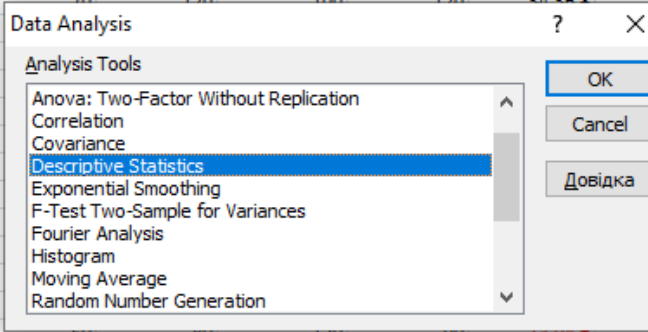 Data Analysis
?
Analysis Tools
OK
Anova: Two-Factor Without Replication
Correlation
Cancel
Covariance
Descriptive Statistics
Довідка
Exponential Smoothing
F-Test Two-Sample for Variances
Fourier Analysis
Histogram
Moving Average
Random Number Generation